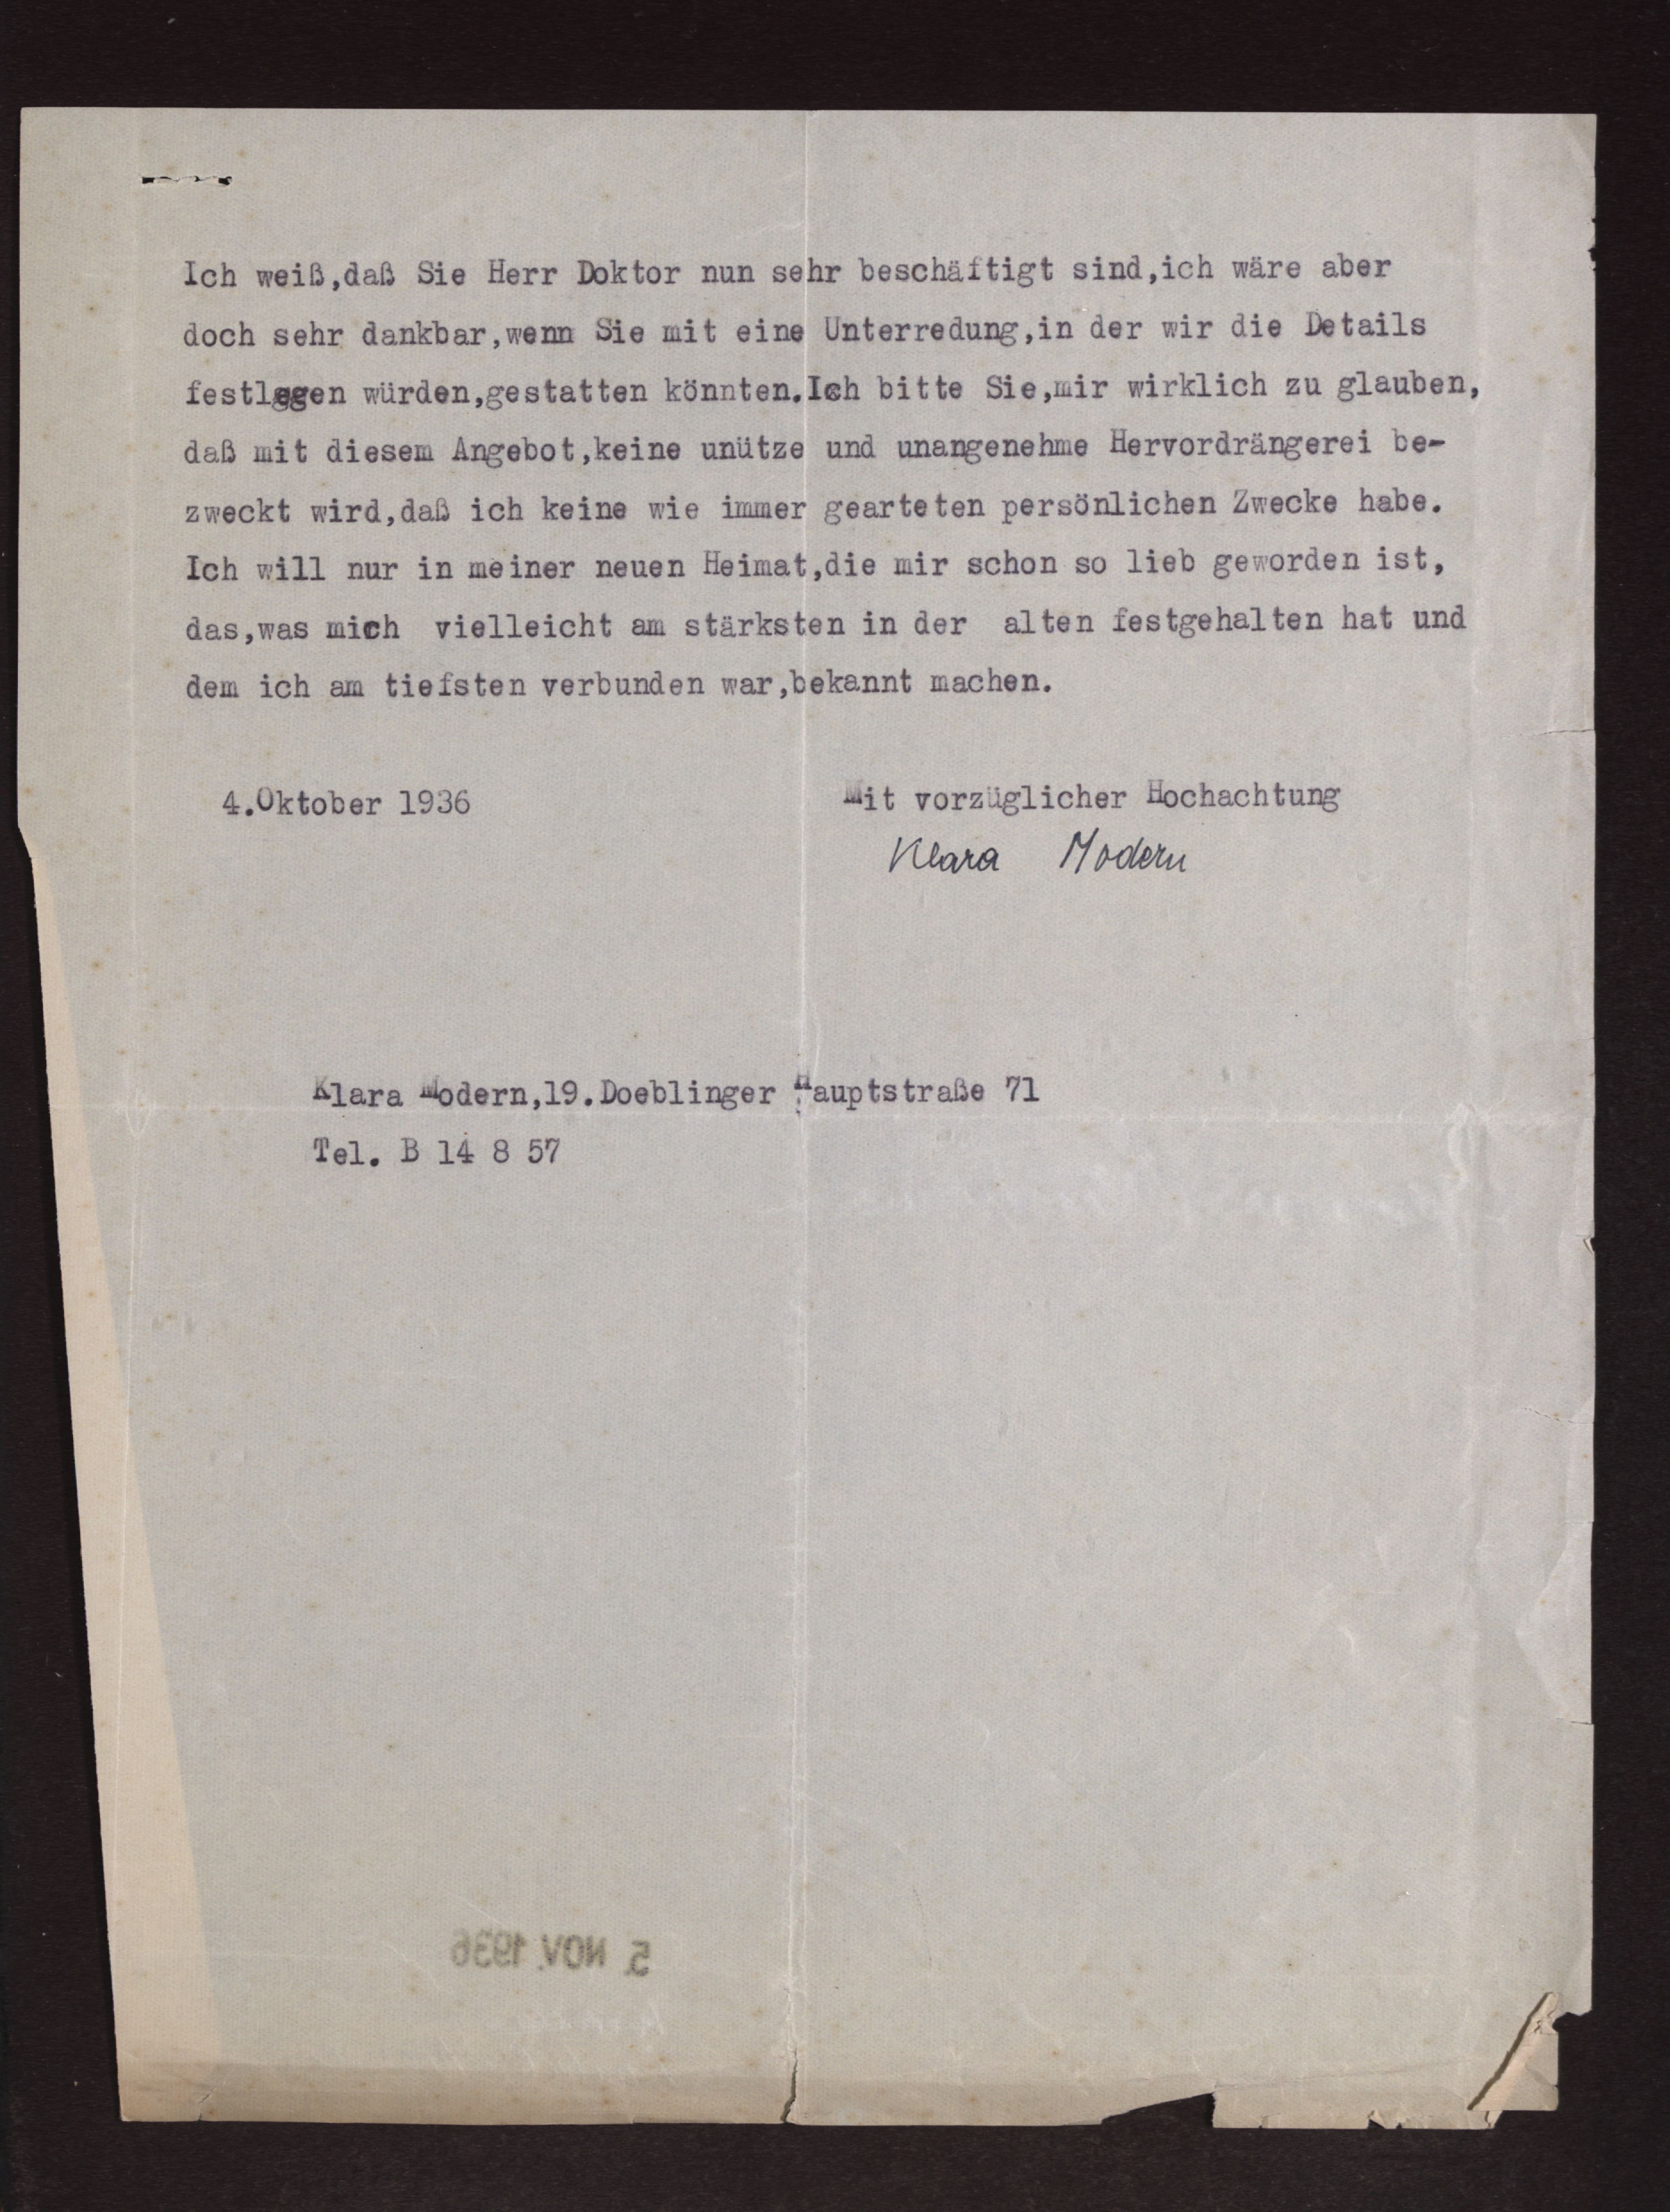 Ich weiß,daß Sie Herr Doktor nun sehr beschäftigt sind,ich wäre aber
doch sehr dankbar,wenn Sie mit eine Unterredung,in der wir die Details
festlegen würden,gestatten könnten.Ich bitte Sie,mir wirklich zu glauben,
daß mit diesem Angebot,keine unütze und unangenehme Hervordrängerei be-
zweckt wird,daß ich keine wie immer gearteten persönlichen Zwecke habe.
Ich will nur in meiner neuen Heimat,die mir schon so lieb geworden ist,
das,was mich vielleicht am stärksten in der alten festgehalten hat und
dem ich am tiefsten verbunden war,bekannt machen.
4.Oktober 1936
Mit vorzüglicher Hochachtung
Klara Modern
Klara Modern,19.Doeblinger Hauptstraße 71
Tel. B 14 8 57
5. NOV. 1936